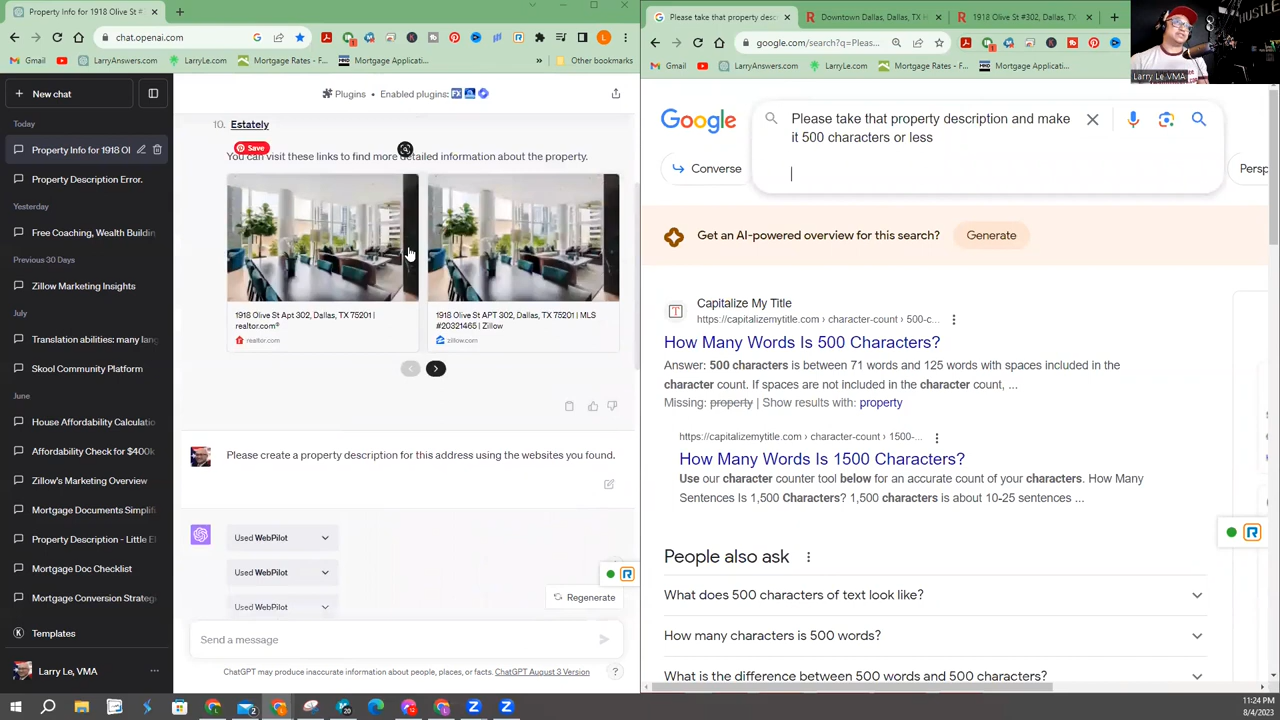 Property Info for 1918 Olive St #
chat.openai.com
Gmail
LarryAnswers.com
LarryLe.com
Mortgage Rates - F...
Mortgage Applicati...
Other bookmarks
New chat
Today
Property Info for 1918 Ol
Property Description Error.
Yesterday
Free Coaching, Wealth Buildin
Previous 30 Days
Zillow Marketing Insights
July
Translation abilities: many lang
Skool Community Platform
June
House Affordability Calculatio
Affordability Check for $400k
Zillow's Marketing Overview
Mortgage Documents Simplifi
Property Description - Little El
Mortgage Doc Checklist
Mortgage Conversion Strateg
Templates
Larry Le, VMA
Plugins • Enabled plugins:
10. Estately
Save
You can visit these links to find more detailed information about the property.
1918 Olive St Apt 302, Dallas, TX 75201 |
realtor.com®
realtor.com
1918 Olive St APT 302, Dallas, TX 75201 | MLS
#20321465 | Zillow
zillow.com
Please create a property description for this address using the websites you found.
Used WebPilot
Used WebPilot
Used WebPilot
Regenerate
Send a message
ChatGPT may produce inaccurate information about people, places, or facts. ChatGPT August 3 Version
Please take that property desc
Downtown Dallas, Dallas, TX H
1918 Olive St #302, Dallas, TX
google.com/search?q=Pleas...
Gmail
LarryAnswers.com
LarryLe.com
Mortgage Rates - F...
Mortgage Applicati
HUSTLE
Larry Le VMA
Google
Please take that property description and make
it 500 characters or less
Converse
Persp
Get an AI-powered overview for this search?
Generate
Capitalize My Title
https://capitalizemytitle.com › character-count › 500-c...
How Many Words Is 500 Characters?
Answer: 500 characters is between 71 words and 125 words with spaces included in the
character count. If spaces are not included in the character count, ...
Missing: property | Show results with: property
https://capitalizemytitle.com › character-count › 1500-...
How Many Words Is 1500 Characters?
Use our character counter tool below for an accurate count of your characters. How Many
Sentences Is 1,500 Characters? 1,500 characters is about 10-25 sentences ...
People also ask
What does 500 characters of text look like?
How many characters is 500 words?
What is the difference between 500 words and 500 characters?
11:24 PM
8/4/2023